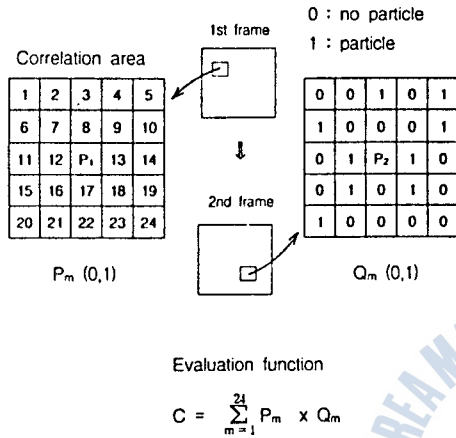 0 : no particle
1st frame
1 : particle
Correlation area
1 2 3 4 5
6 7 8 9 10
11 12 P₁ 13 14
15 16 17 18 19
20 21 22 23 24
Pₘ (0,1)
2nd frame
0 0 1 0 1
1 0 0 0 1
0 1 P₂ 1 0
0 1 0 1 0
1 0 0 0 0
Qₘ (0,1)
Evaluation function
C = 24 ∑ m = 1 Pₘ x Qₘ
REAM